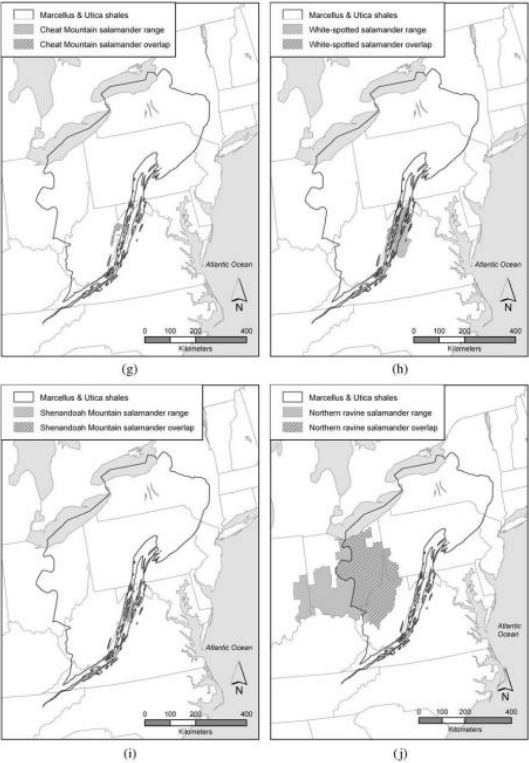 Marcellus & Utica shales
Cheat Mountain salamander range
Cheat Mountain salamander overlap
Atlantic Ocean
N
0 100 200 400
Kilometers
(g)
Marcellus & Utica shales
White-spotted salamander range
White-spotted salamander overlap
Atlantic Ocean
N
0 100 200 400
Kilometers
(h)
Marcellus & Utica shales
Shenandoah Mountain salamander range
Shenandoah Mountain salamander overlap
Atlantic Ocean
N
0 100 200 400
Kilometers
(i)
Marcellus & Utica shales
Northern ravine salamander range
Northern ravine salamander overlap
Atlantic
Ocean
N
0 100 200 400
Kilometers
(j)